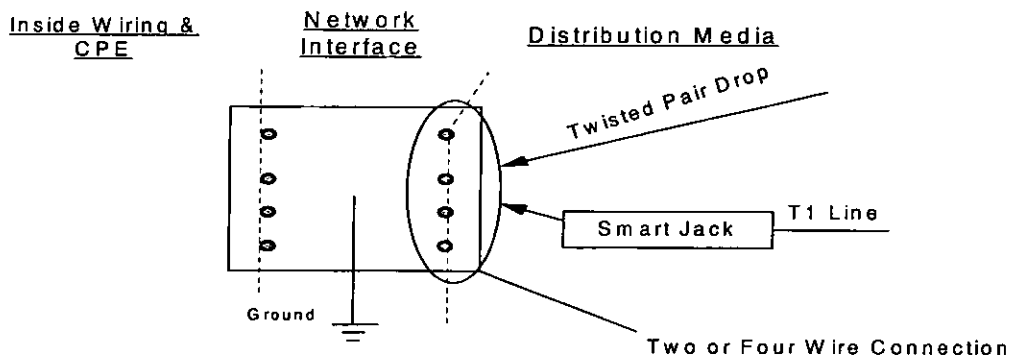 Inside Wiring &
CPE
Network
Interface
Distribution Media
Twisted Pair Drop
Smart Jack
T1 Line
Ground
Two or Four Wire Connection